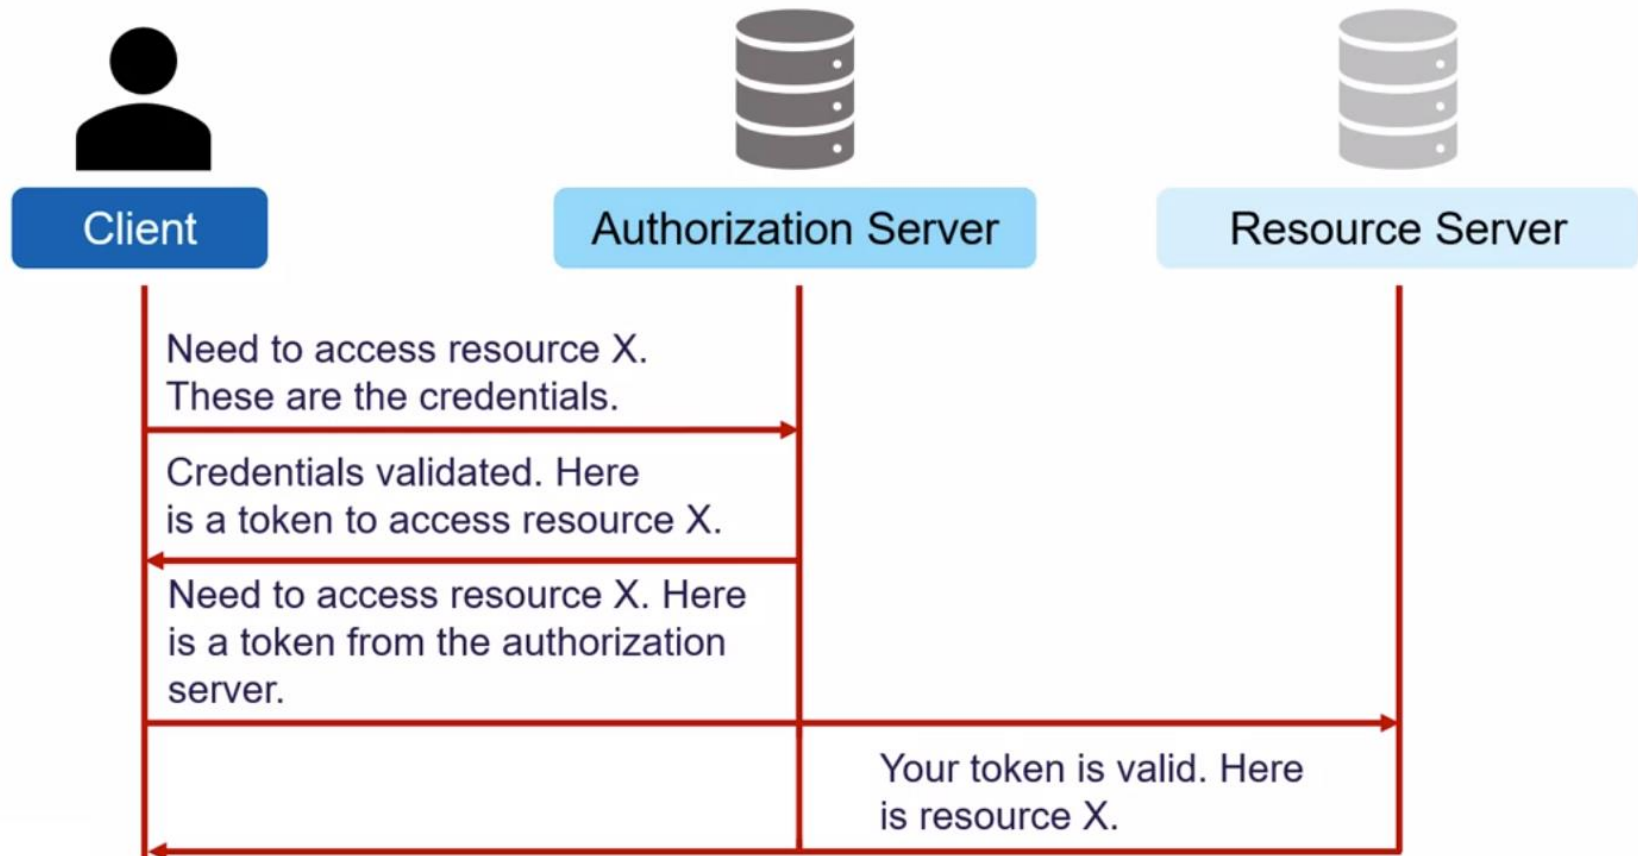 Client
Authorization Server
Resource Server
Need to access resource X.
These are the credentials.
Credentials validated. Here
is a token to access resource X.
Need to access resource X. Here
is a token from the authorization
server.
Your token is valid. Here
is resource X.